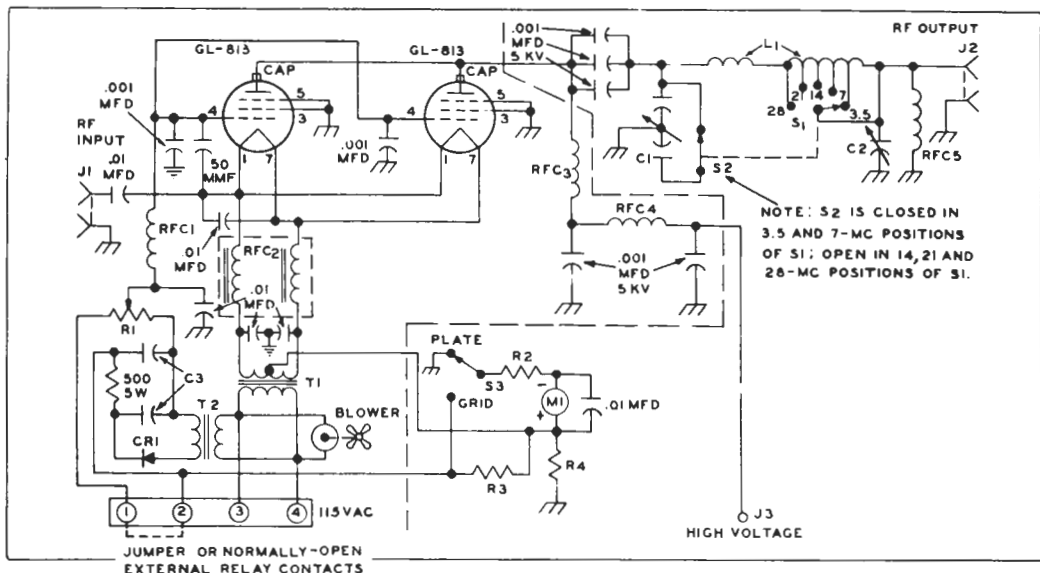 GL-813
CAP
5
4
3
1 7
GL-813
CAP
5
4
3
1 7
.001
MFD
RF
INPUT
.01
MFD
J1
50
MMF
.001
MFD
RFC1
.01
MFD
RFC2
.01
MFD
R1
500
5W
C3
T2
CR1
T1
BLOWER
1 2 3 4 115VAC
JUMPER OR NORMALLY-OPEN
EXTERNAL RELAY CONTACTS
.001
MFD
5 KV
L1
RF OUTPUT
J2
28
2
14
7
3.5
S1
C1
S2
C2
RFC5
RFC3
RFC4
.001
MFD
5 KV
NOTE: S2 IS CLOSED IN
3.5 AND 7-MC POSITIONS
OF S1; OPEN IN 14, 21 AND
28-MC POSITIONS OF S1.
PLATE
S3
GRID
R2
-
M1
+
.01 MFD
R3
R4
J3
HIGH VOLTAGE